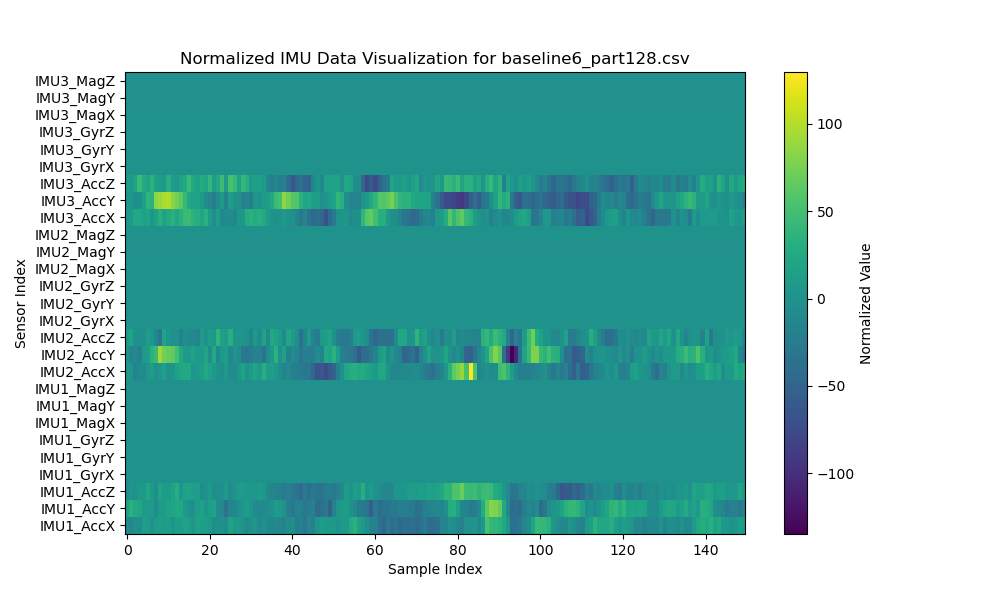 Normalized IMU Data Visualization for baseline6_part128.csv
IMU3_MagZ
IMU3_MagY
IMU3_MagX
IMU3_GyrZ
IMU3_GyrY
IMU3_GyrX
IMU3_AccZ
IMU3_AccY
IMU3_AccX
IMU2_MagZ
IMU2_MagY
IMU2_MagX
IMU2_GyrZ
IMU2_GyrY
IMU2_GyrX
IMU2_AccZ
IMU2_AccY
IMU2_AccX
IMU1_MagZ
IMU1_MagY
IMU1_MagX
IMU1_GyrZ
IMU1_GyrY
IMU1_GyrX
IMU1_AccZ
IMU1_AccY
IMU1_AccX
Sensor Index
0 20 40 60 80 100 120 140
Sample Index
100
50
0
−50
−100
Normalized Value